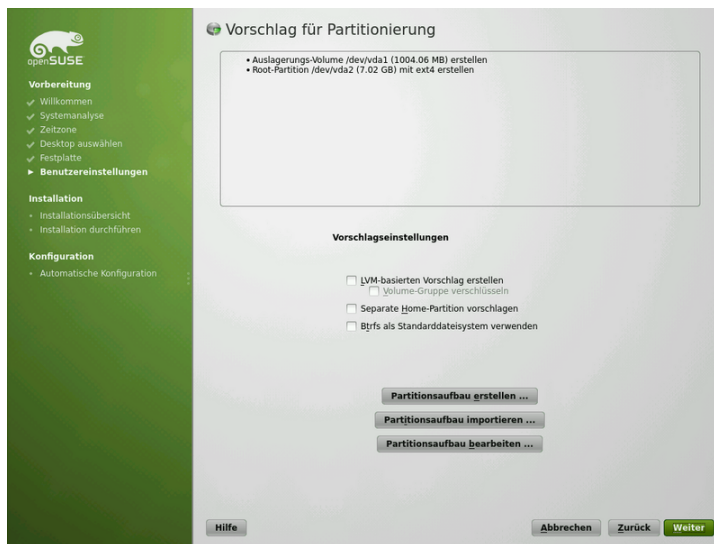 openSUSE
Vorbereitung
Willkommen
Systemanalyse
Zeitzone
Desktop auswählen
Festplatte
Benutzereinstellungen
Installation
Installationsübersicht
Installation durchführen
Konfiguration
Automatische Konfiguration
Vorschlag für Partitionierung
• Auslagerungs-Volume /dev/vda1 (1004.06 MB) erstellen
• Root-Partition /dev/vda2 (7.02 GB) mit ext4 erstellen
Vorschlagseinstellungen
LVM-basierten Vorschlag erstellen
Volume-Gruppe verschlüsseln
Separate Home-Partition vorschlagen
Btrfs als Standarddateisystem verwenden
Partitionsaufbau erstellen ...
Partitionsaufbau importieren ...
Partitionsaufbau bearbeiten ...
Hilfe
Abbrechen
Zurück
Weiter